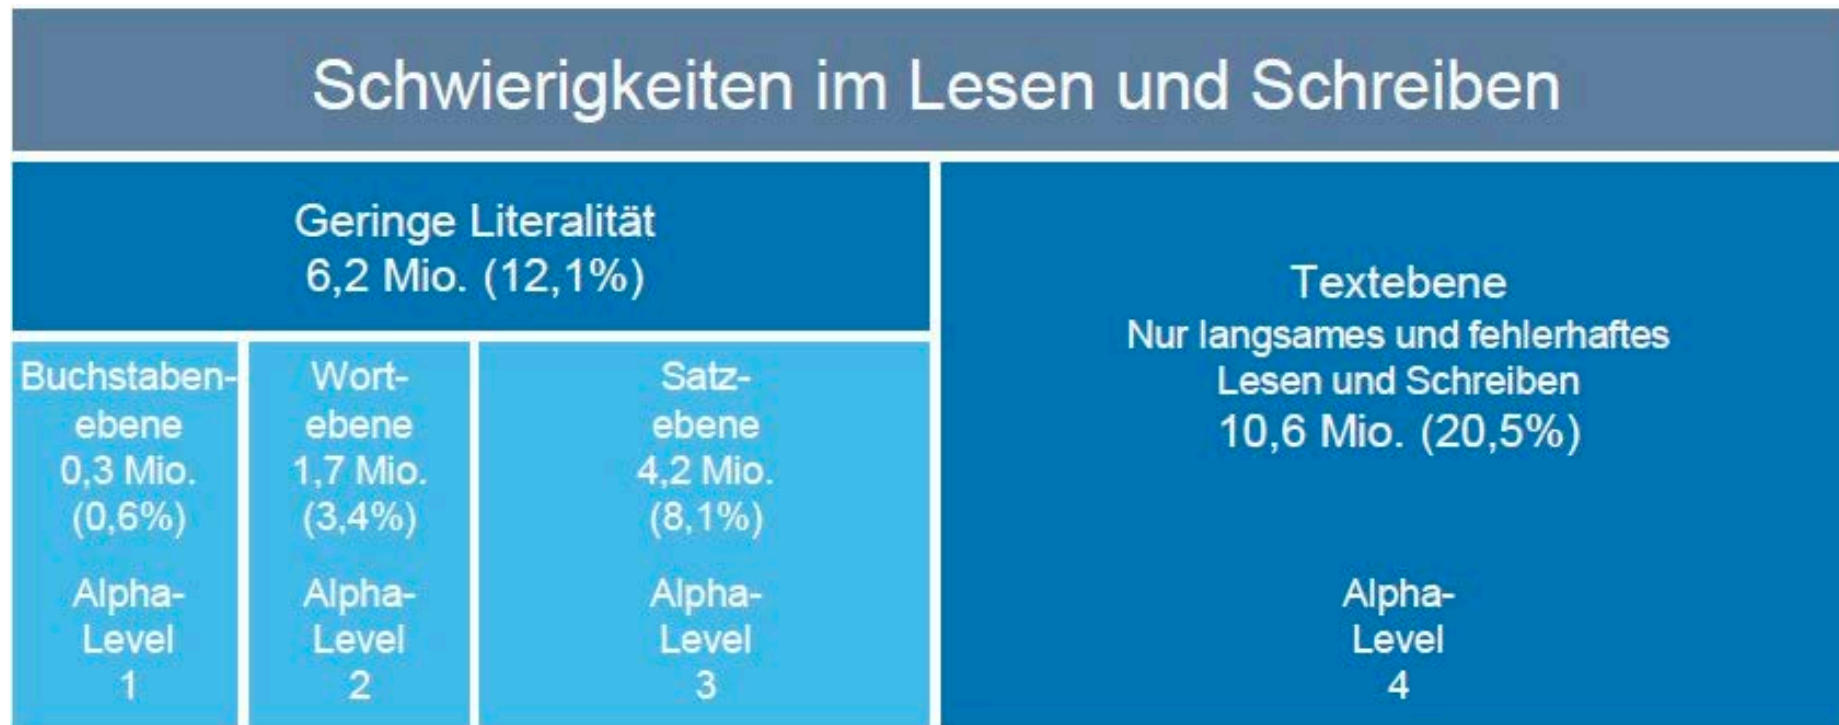 Schwierigkeiten im Lesen und Schreiben
Geringe Literalität
6,2 Mio. (12,1%)
Buchstaben-
ebene
0,3 Mio.
(0,6%)
Alpha-
Level
1
Wort-
ebene
1,7 Mio.
(3,4%)
Alpha-
Level
2
Satz-
ebene
4,2 Mio.
(8,1%)
Alpha-
Level
3
Textebene
Nur langsames und fehlerhaftes
Lesen und Schreiben
10,6 Mio. (20,5%)
Alpha-
Level
4